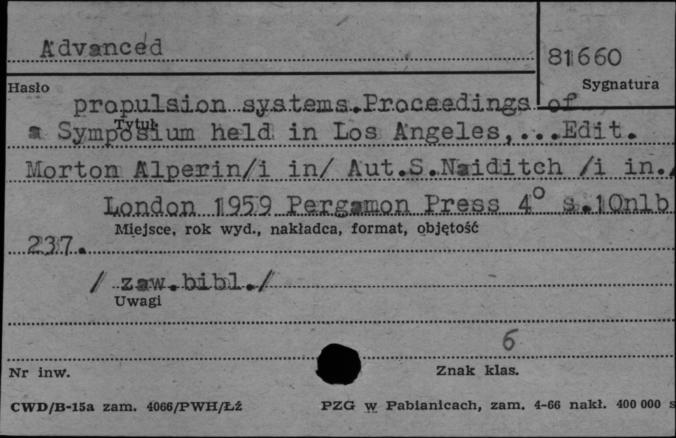 Advanced
81660
Hasło
Sygnatura
propulsion systems.Proceedings of
Tytuł
a Symposium held in Los Angeles,...Edit.
Morton Alperin/i in/ Aut.S.Naiditch /i in./
London 1959 Pergamon Press 4° s.10nlb
Miejsce, rok wyd., nakładca, format, objętość
237.
/ zaw.bibl./
Uwagi
6
Nr inw.
Znak klas.
CWD/B-15a zam. 4066/PWH/Łź
PZG w Pabianicach, zam. 4-66 nakł. 400 000 s